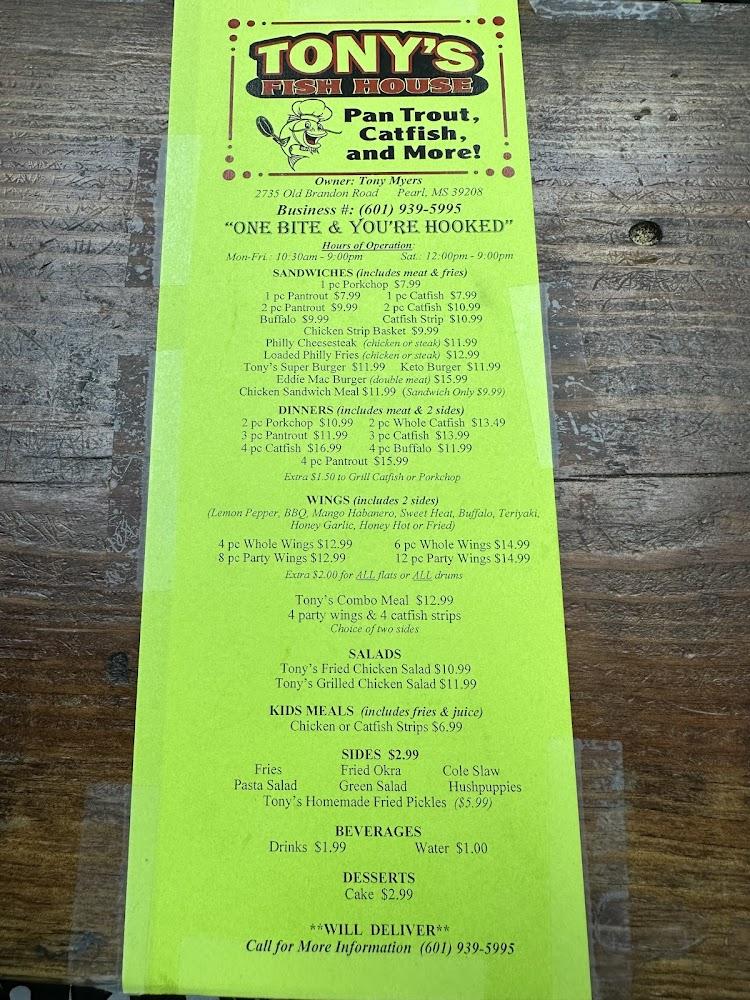 TONY'S
FISH HOUSE
Pan Trout,
Catfish,
and More!
Owner: Tony Myers
2735 Old Brandon Road Pearl, MS 39208
Business #: (601) 939-5995
"ONE BITE & YOU'RE HOOKED"
Hours of Operation:
Mon-Fri.: 10:30am - 9:00pm Sat.: 12:00pm - 9:00pm
SANDWICHES (includes meat & fries)
1 pc Porkchop $7.99
1 pc Pantrout $7.99 1 pc Catfish $7.99
2 pc Pantrout $9.99 2 pc Catfish $10.99
Buffalo $9.99 Catfish Strip $10.99
Chicken Strip Basket $9.99
Philly Cheesesteak (chicken or steak) $11.99
Loaded Philly Fries (chicken or steak) $12.99
Tony's Super Burger $11.99 Keto Burger $11.99
Eddie Mac Burger (double meat) $15.99
Chicken Sandwich Meal $11.99 (Sandwich Only $9.99)
DINNERS (includes meat & 2 sides)
2 pc Porkchop $10.99 2 pc Whole Catfish $13.49
3 pc Pantrout $11.99 3 pc Catfish $13.99
4 pc Catfish $16.99 4 pc Buffalo $11.99
4 pc Pantrout $15.99
Extra $1.50 to Grill Catfish or Porkchop
WINGS (includes 2 sides)
(Lemon Pepper, BBQ, Mango Habanero, Sweet Heat, Buffalo, Teriyaki,
Honey Garlic, Honey Hot or Fried)
4 pc Whole Wings $12.99 6 pc Whole Wings $14.99
8 pc Party Wings $12.99 12 pc Party Wings $14.99
Extra $2.00 for ALL flats or ALL drums
Tony's Combo Meal $12.99
4 party wings & 4 catfish strips
Choice of two sides
SALADS
Tony's Fried Chicken Salad $10.99
Tony's Grilled Chicken Salad $11.99
KIDS MEALS (includes fries & juice)
Chicken or Catfish Strips $6.99
SIDES $2.99
Fries Fried Okra Cole Slaw
Pasta Salad Green Salad Hushpuppies
Tony's Homemade Fried Pickles ($5.99)
BEVERAGES
Drinks $1.99 Water $1.00
DESSERTS
Cake $2.99
**WILL DELIVER**
Call for More Information (601) 939-5995